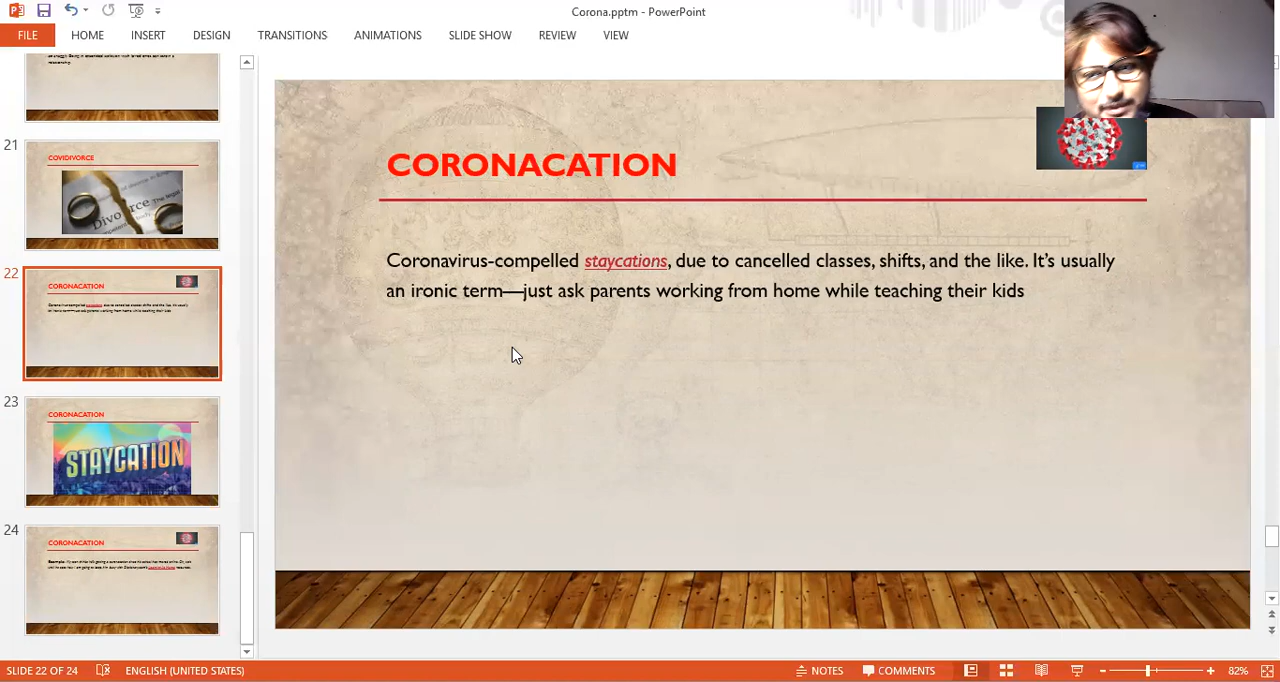 Corona.pptm - PowerPoint
FILE HOME INSERT DESIGN TRANSITIONS ANIMATIONS SLIDE SHOW REVIEW VIEW
21
COVIDIVORCE
Divorce
22
CORONACATION
23
CORONACATION
STAYCATION
24
CORONACATION
CORONACATION
Coronavirus-compelled staycations, due to cancelled classes, shifts, and the like. It's usually
an ironic term—just ask parents working from home while teaching their kids
SLIDE 22 OF 24 ENGLISH (UNITED STATES) NOTES COMMENTS 82%